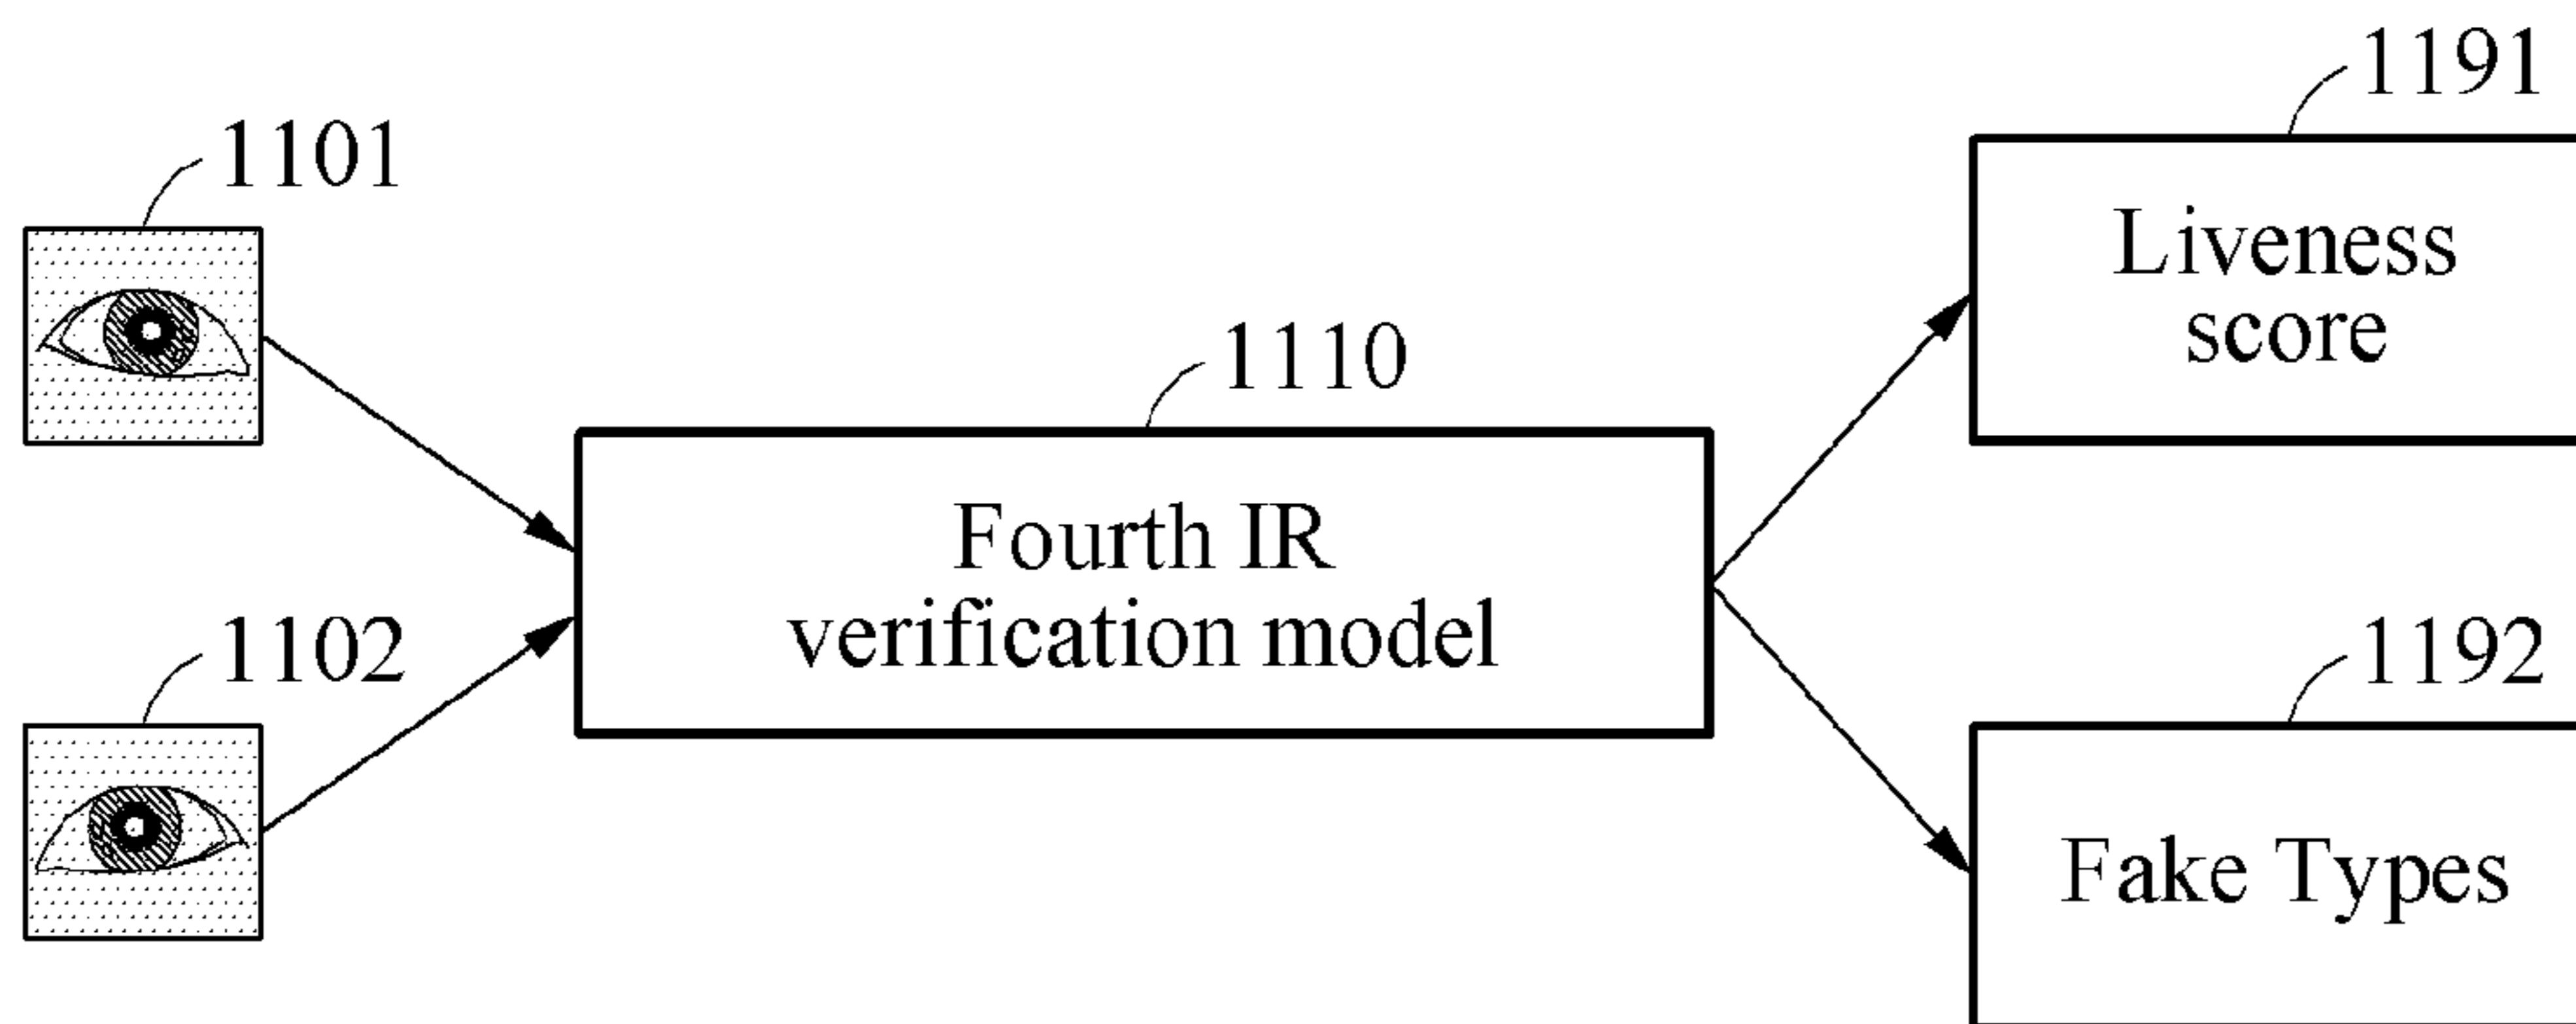 1101
1102
1110
Fourth IR
verification model
1191
Liveness
score
1192
Fake Types